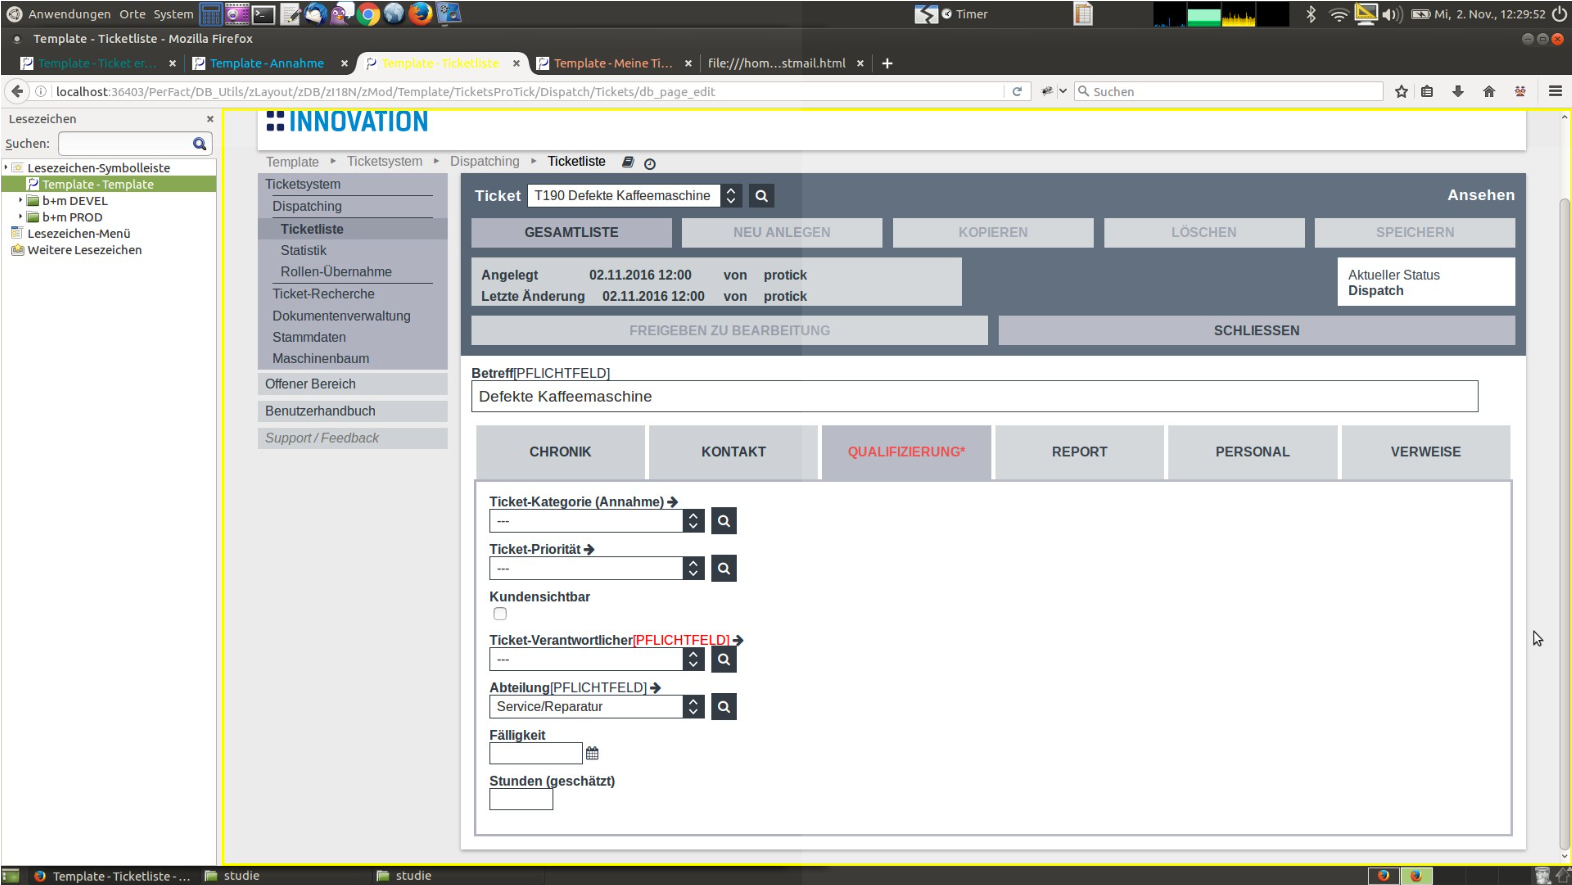 Anwendungen Orte System
Timer
Mi, 2. Nov., 12:29:52
Template - Ticketliste - Mozilla Firefox
Template - Ticket er... × Template - Annahme × Template - Ticketliste × Template - Meine Ti... × file:///hom...stmail.html × +
localhost:36403/PerFact/DB_Utils/zLayout/zDB/zI18N/zMod/Template/TicketsProTick/Dispatch/Tickets/db_page_edit
Suchen
Lesezeichen ×
Suchen:
Lesezeichen-Symbolleiste
Template - Template
b+m DEVEL
b+m PROD
Lesezeichen-Menü
Weitere Lesezeichen
INNOVATION
Template Ticketsystem Dispatching Ticketliste
Ticketsystem
Dispatching
Ticketliste
Statistik
Rollen-Übernahme
Ticket-Recherche
Dokumentenverwaltung
Stammdaten
Maschinenbaum
Offener Bereich
Benutzerhandbuch
Support / Feedback
Ticket T190 Defekte Kaffeemaschine Ansehen
GESAMTLISTE NEU ANLEGEN KOPIEREN LÖSCHEN SPEICHERN
Angelegt 02.11.2016 12:00 von protick
Letzte Änderung 02.11.2016 12:00 von protick
Aktueller Status
Dispatch
FREIGEBEN ZU BEARBEITUNG SCHLIESSEN
Betreff[PFLICHTFELD]
Defekte Kaffeemaschine
CHRONIK KONTAKT QUALIFIZIERUNG* REPORT PERSONAL VERWEISE
Ticket-Kategorie (Annahme)
---
Ticket-Priorität
---
Kundensichtbar
Ticket-Verantwortlicher[PFLICHTFELD]
---
Abteilung[PFLICHTFELD]
Service/Reparatur
Fälligkeit
Stunden (geschätzt)
Template - Ticketliste - ... studie studie